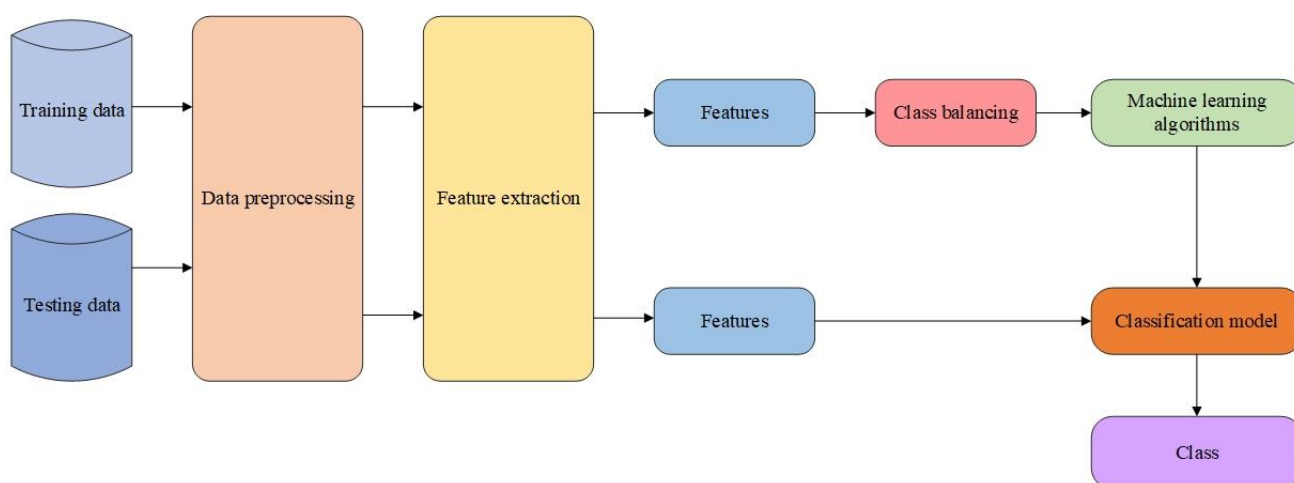 Training data
Data preprocessing
Feature extraction
Features
Class balancing
Machine learning
algorithms
Testing data
Features
Classification model
Class